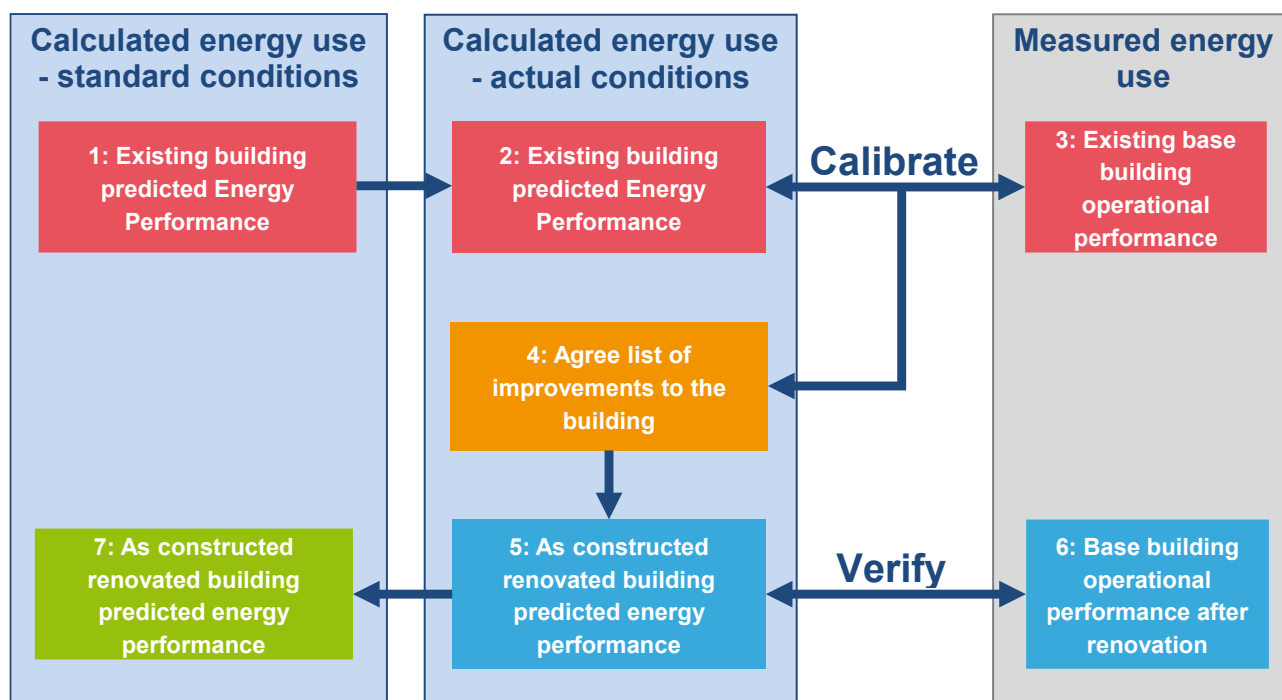 Calculated energy use
- standard conditions
Calculated energy use
- actual conditions
Measured energy
use
1: Existing building
predicted Energy
Performance
2: Existing building
predicted Energy
Performance
Calibrate
3: Existing base
building
operational
performance
4: Agree list of
improvements to the
building
7: As constructed
renovated building
predicted energy
performance
5: As constructed
renovated building
predicted energy
performance
Verify
6: Base building
operational
performance after
renovation